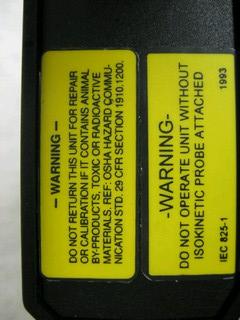 — WARNING —
DO NOT RETURN THIS UNIT FOR REPAIR
OR CALIBRATION IF IT CONTAINS ANIMAL
BY-PRODUCTS, TOXIC OR RADIOACTIVE
MATERIALS. REF: OSHA HAZARD COMMU-
NICATION STD. 29 CFR SECTION 1910.1200.
-WARNING-
DO NOT OPERATE UNIT WITHOUT
ISOKINETIC PROBE ATTACHED
IEC 825-1 1993